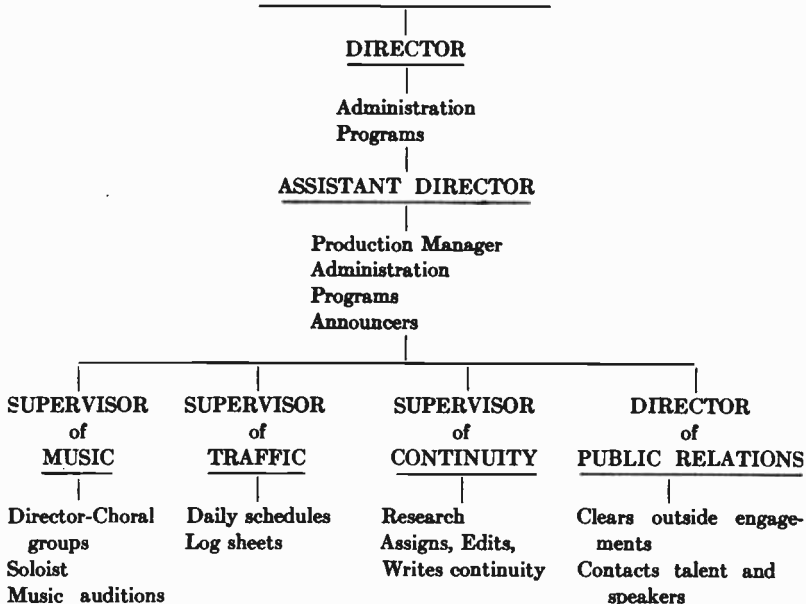 DIRECTOR
Administration
Programs
ASSISTANT DIRECTOR
Production Manager
Administration
Programs
Announcers
SUPERVISOR
of
MUSIC
Director-Choral
groups
Soloist
Music auditions
SUPERVISOR
of
TRAFFIC
Daily schedules
Log sheets
SUPERVISOR
of
CONTINUITY
Research
Assigns, Edits,
Writes continuity
DIRECTOR
of
PUBLIC RELATIONS
Clears outside engage-
ments
Contacts talent and
speakers